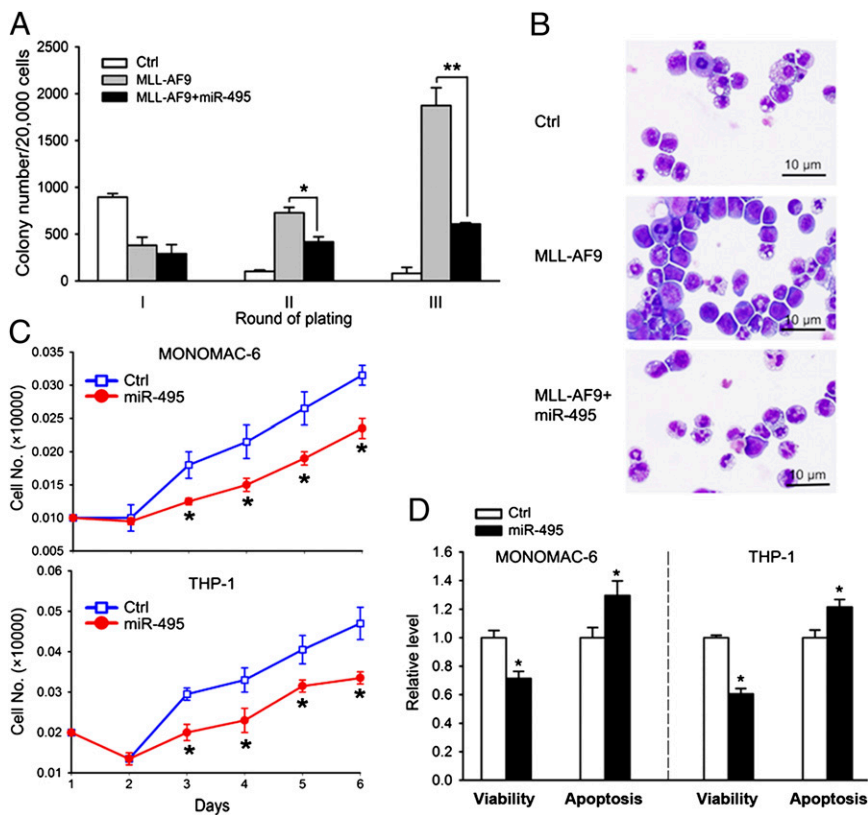 A
Colony number/20,000 cells
2500
2000
1500
900
500
0
Ctrl
MLL-AF9
MLL-AF9+miR-495
*
**
I II III
Round of plating
B
Ctrl
10 μm
MLL-AF9
10 μm
MLL-AF9+
miR-495
10 μm
C
MONOMAC-6
Cell No. (×10000)
0.035
0.030
0.025
0.020
0.015
0.010
0.005
Ctrl
miR-495
* * * *
THP-1
Cell No. (×10000)
0.06
0.05
0.04
0.03
0.02
0.01
Ctrl
miR-495
* * * *
1 2 3 4 5 6
Days
D
Ctrl
miR-495
MONOMAC-6 THP-1
Relative level
1.6
1.4
1.2
1.0
0.8
0.6
0.4
0.2
0.0
* * * *
Viability Apoptosis Viability Apoptosis